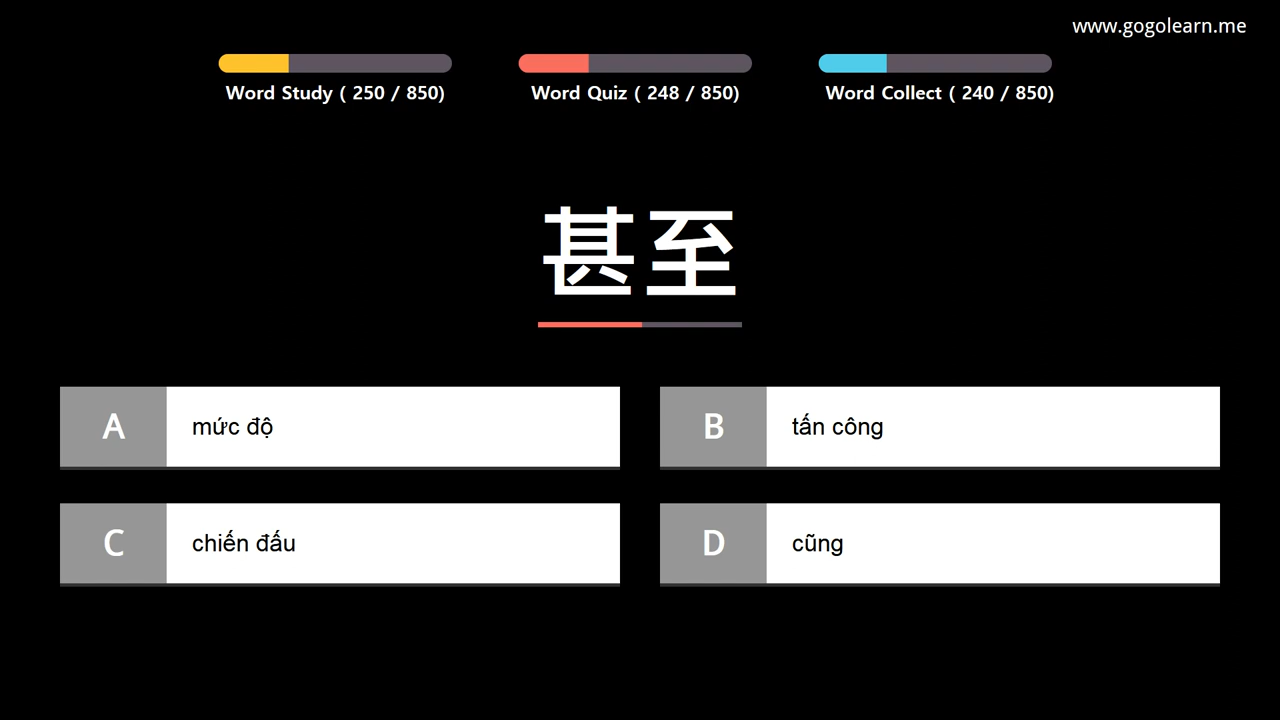 www.gogolearn.me
Word Study ( 250 / 850)
Word Quiz ( 248 / 850)
Word Collect ( 240 / 850)
甚至
A mức độ
B tấn công
C chiến đấu
D cũng